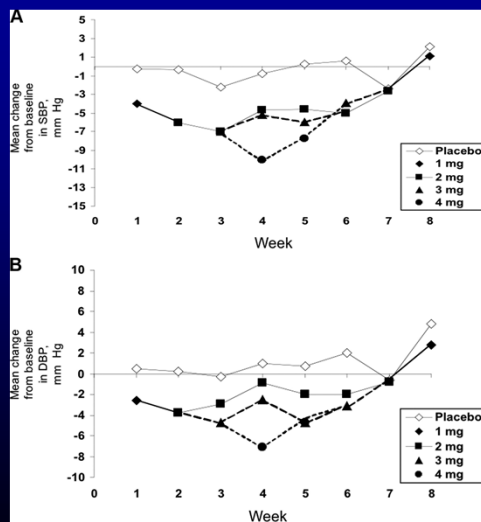 A
Mean change
from baseline
in SBP,
mm Hg
5
3
1
-1
-3
-5
-7
-9
-11
-13
-15
0 1 2 3 4 5 6 7 8
Week
Placebo
1 mg
2 mg
3 mg
4 mg
B
Mean change
from baseline
in DBP,
mm Hg
10
8
6
4
2
0
-2
-4
-6
-8
-10
0 1 2 3 4 5 6 7 8
Week
Placebo
1 mg
2 mg
3 mg
4 mg